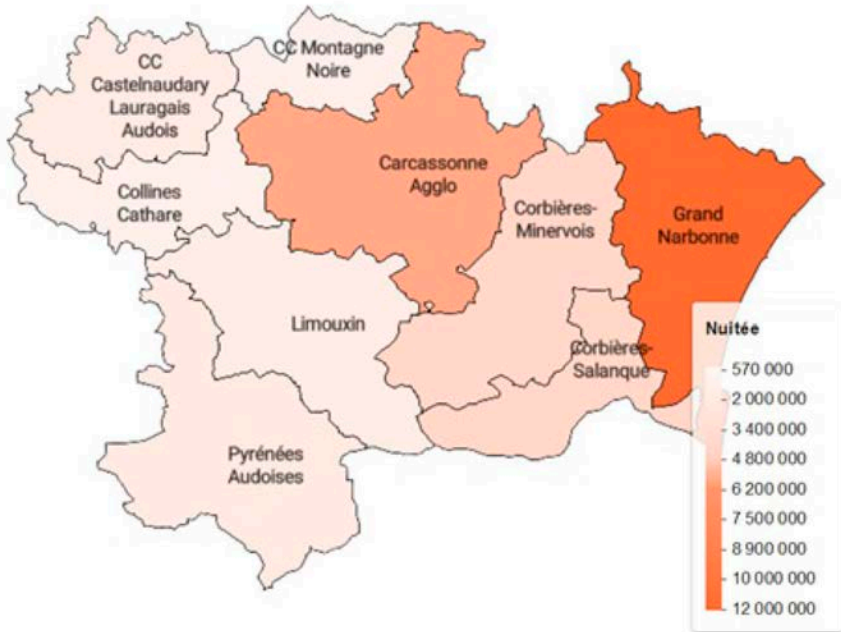 CC
Castelnaudary
Lauragais
Audois
CC Montagne
Noire
Collines
Cathare
Carcassonne
Agglo
Corbières-
Minervois
Grand
Narbonne
Limouxin
Corbières-
Salanque
Pyrénées
Audoises
Nuitée
570 000
2 000 000
3 400 000
4 800 000
6 200 000
7 500 000
8 900 000
10 000 000
12 000 000